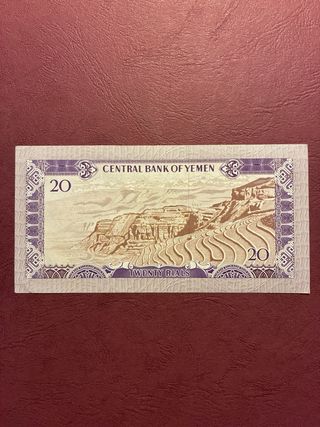 CENTRAL BANK OF YEMEN
20
20
TWENTY RIALS